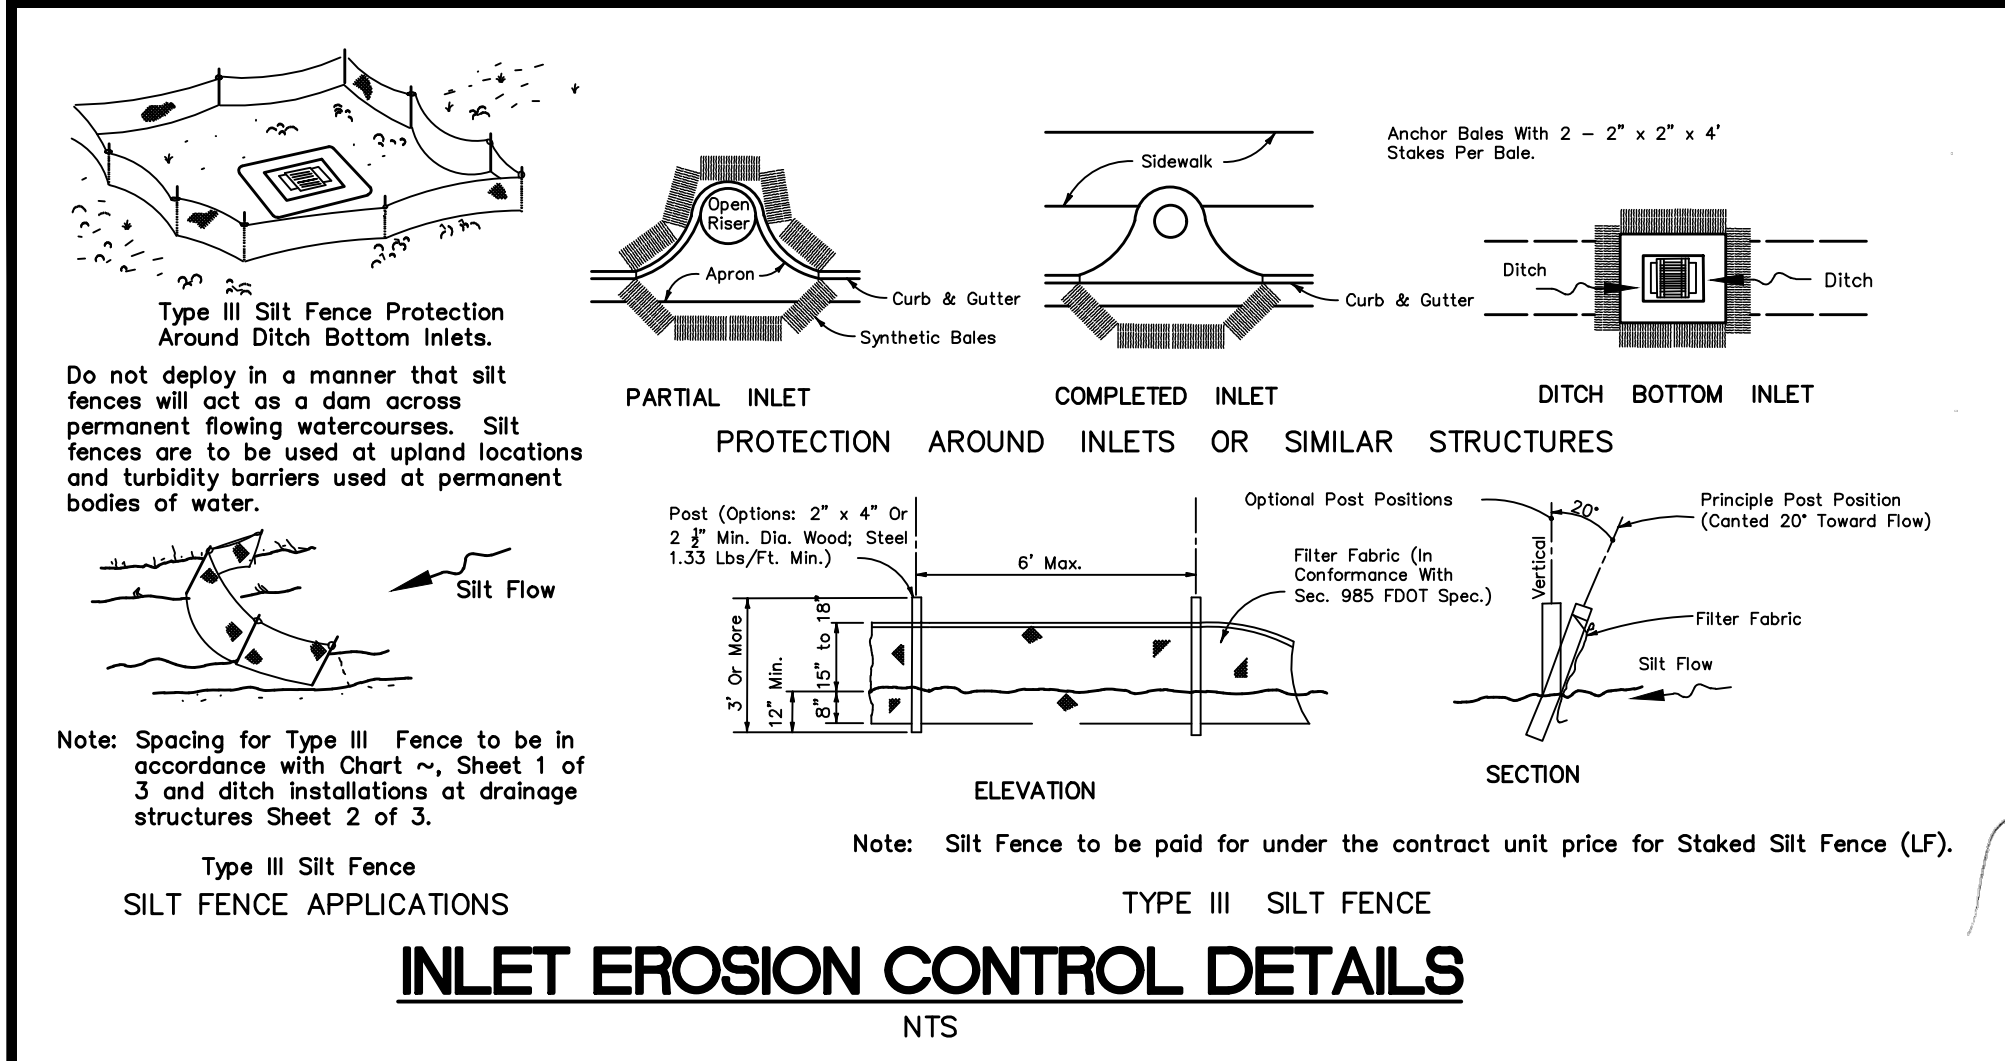 Type III Silt Fence Protection
Around Ditch Bottom Inlets.
Do not deploy in a manner that silt
fences will act as a dam across
permanent flowing watercourses. Silt
fences are to be used at upland locations
and turbidity barriers used at permanent
bodies of water.
Silt Flow
Note: Spacing for Type III Fence to be in
accordance with Chart ~, Sheet 1 of
3 and ditch installations at drainage
structures Sheet 2 of 3.
Type III Silt Fence
SILT FENCE APPLICATIONS
Open
Riser
Apron
Curb & Gutter
Synthetic Bales
PARTIAL INLET
Sidewalk
Curb & Gutter
COMPLETED INLET
Anchor Bales With 2 – 2" x 2" x 4'
Stakes Per Bale.
Ditch
Ditch
DITCH BOTTOM INLET
PROTECTION AROUND INLETS OR SIMILAR STRUCTURES
Post (Options: 2" x 4" Or
2 ½" Min. Dia. Wood; Steel
1.33 Lbs/Ft. Min.)
6' Max.
Filter Fabric (In
Conformance With
Sec. 985 FDOT Spec.)
3' Or More
12" Min.
15" to 18"
8"
ELEVATION
Optional Post Positions
20°
Principle Post Position
(Canted 20° Toward Flow)
Vertical
Filter Fabric
Silt Flow
SECTION
Note: Silt Fence to be paid for under the contract unit price for Staked Silt Fence (LF).
TYPE III SILT FENCE
INLET EROSION CONTROL DETAILS
NTS